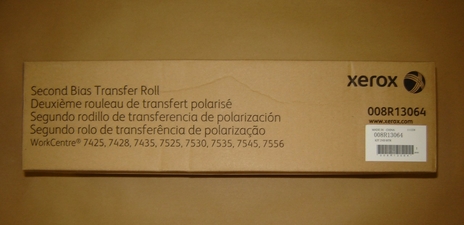 Second Bias Transfer Roll
Deuxième rouleau de transfert polarisé
Segundo rodillo de transferencia de polarización
Segundo rolo de transferência de polarização
WorkCentre® 7425, 7428, 7435, 7525, 7530, 7535, 7545, 7556
xerox
008R13064
www.xerox.com
008R13064